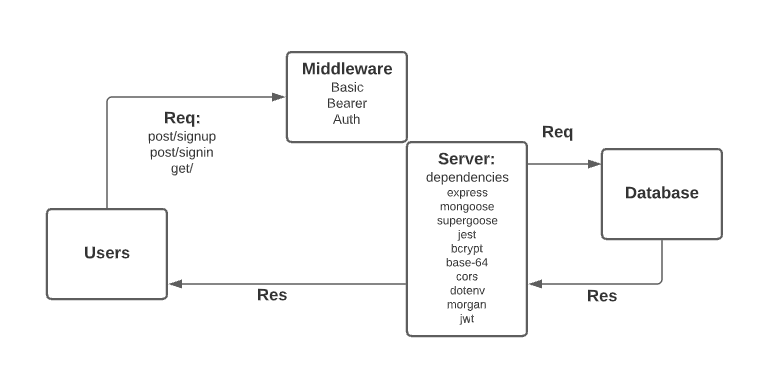 Middleware
Basic
Bearer
Auth
Req:
post/signup
post/signin
get/
Req
Server:
dependencies
express
mongoose
supergoose
jest
bcrypt
base-64
cors
dotenv
morgan
jwt
Database
Users
Res
Res